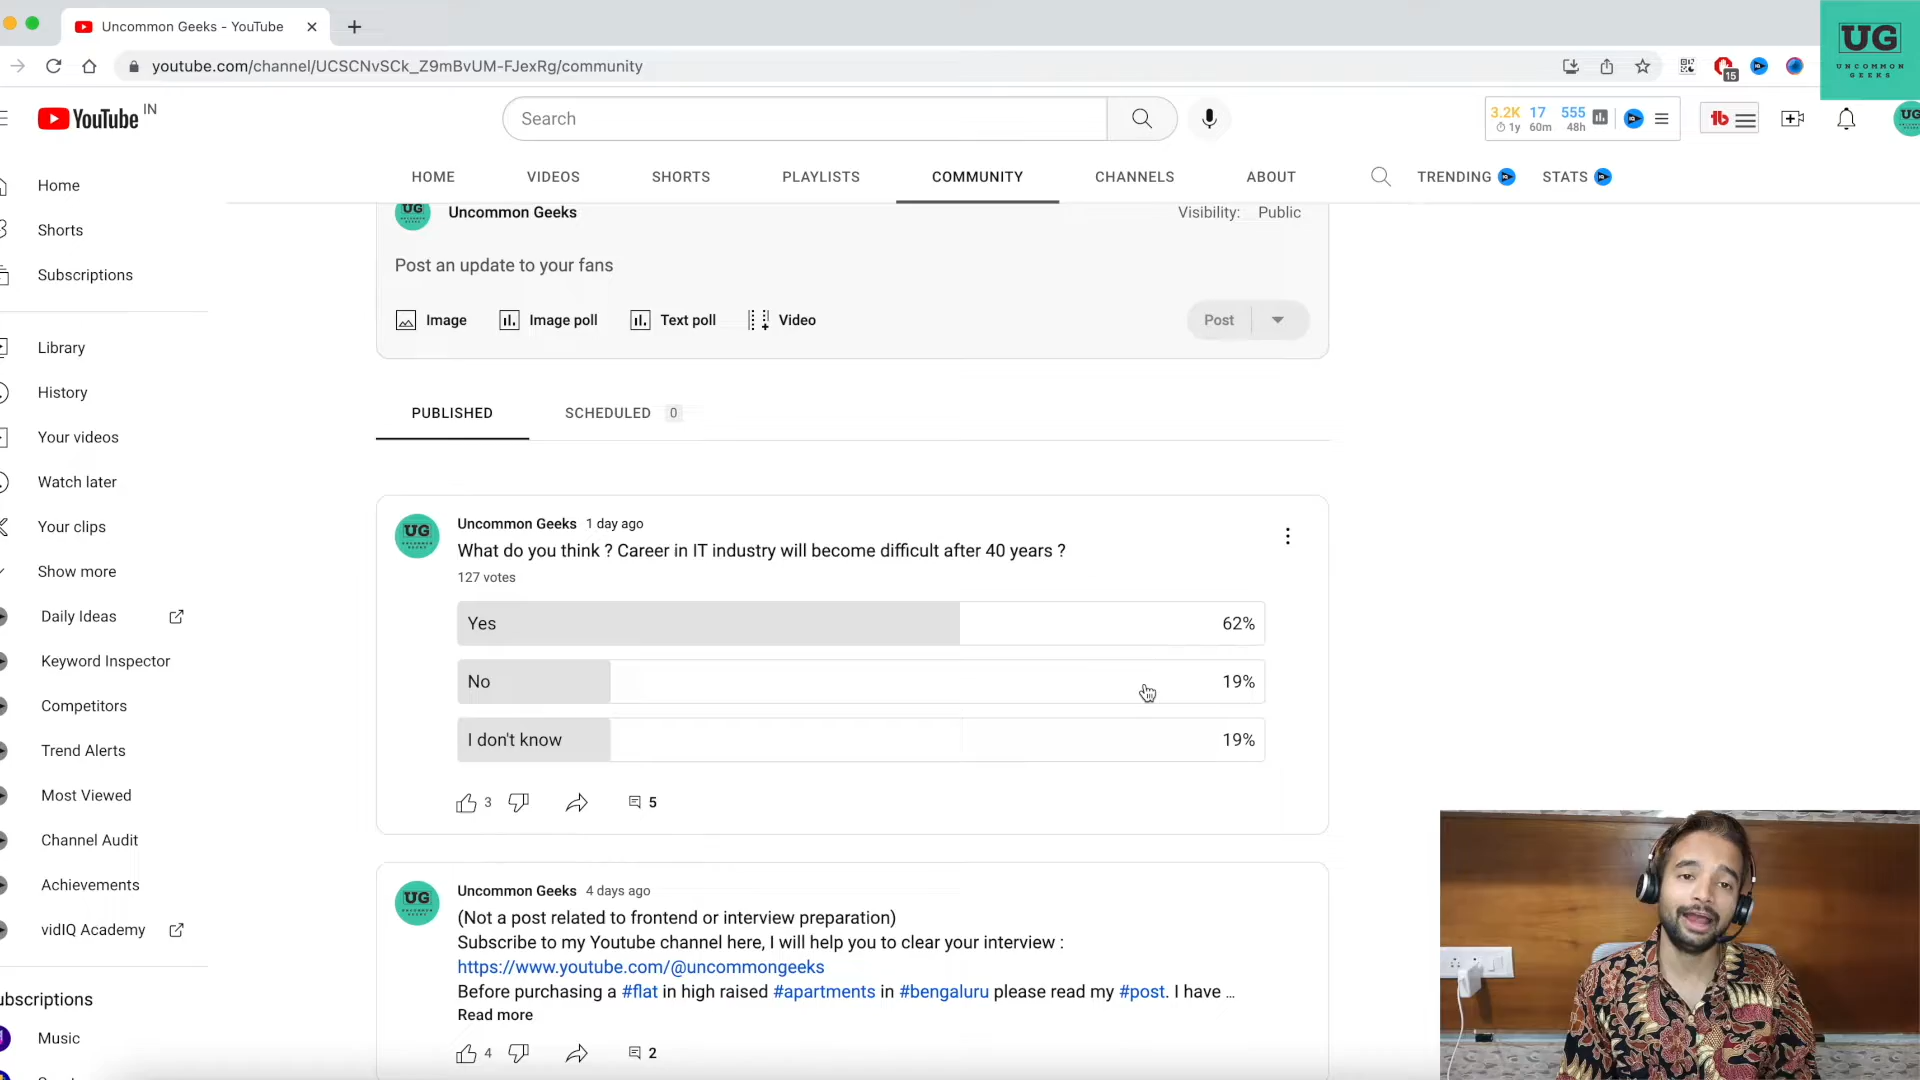 Uncommon Geeks - YouTube
UG
UNCOMMON
GEEKS
youtube.com/channel/UCSCNvSCk_Z9mBvUM-FJexRg/community
15
YouTube IN
Search
3.2K 17 555
1y 60m 48h
HOME VIDEOS SHORTS PLAYLISTS COMMUNITY CHANNELS ABOUT TRENDING STATS
Home
Shorts
Subscriptions
Library
History
Your videos
Watch later
Your clips
Show more
Daily Ideas
Keyword Inspector
Competitors
Trend Alerts
Most Viewed
Channel Audit
Achievements
vidIQ Academy
ubscriptions
Music
UG
Uncommon Geeks Visibility: Public
Post an update to your fans
Image Image poll Text poll Video Post
PUBLISHED SCHEDULED 0
UG
Uncommon Geeks 1 day ago
What do you think ? Career in IT industry will become difficult after 40 years ?
127 votes
Yes 62%
No 19%
I don't know 19%
3 5
UG
Uncommon Geeks 4 days ago
(Not a post related to frontend or interview preparation)
Subscribe to my Youtube channel here, I will help you to clear your interview :
https://www.youtube.com/@uncommongeeks
Before purchasing a #flat in high raised #apartments in #bengaluru please read my #post. I have ...
Read more
4 2